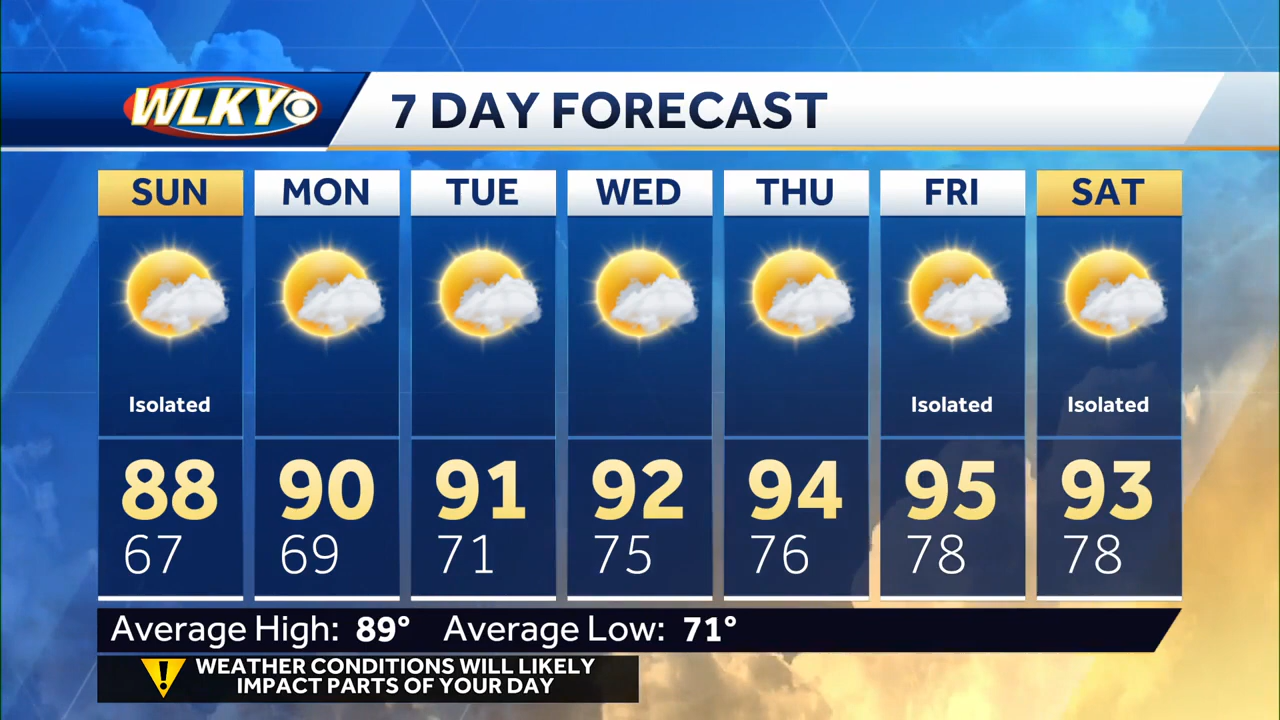 WLKY
7 DAY FORECAST
SUN MON TUE WED THU FRI SAT
Isolated Isolated Isolated
88 90 91 92 94 95 93
67 69 71 75 76 78 78
Average High: 89° Average Low: 71°
! WEATHER CONDITIONS WILL LIKELY
IMPACT PARTS OF YOUR DAY